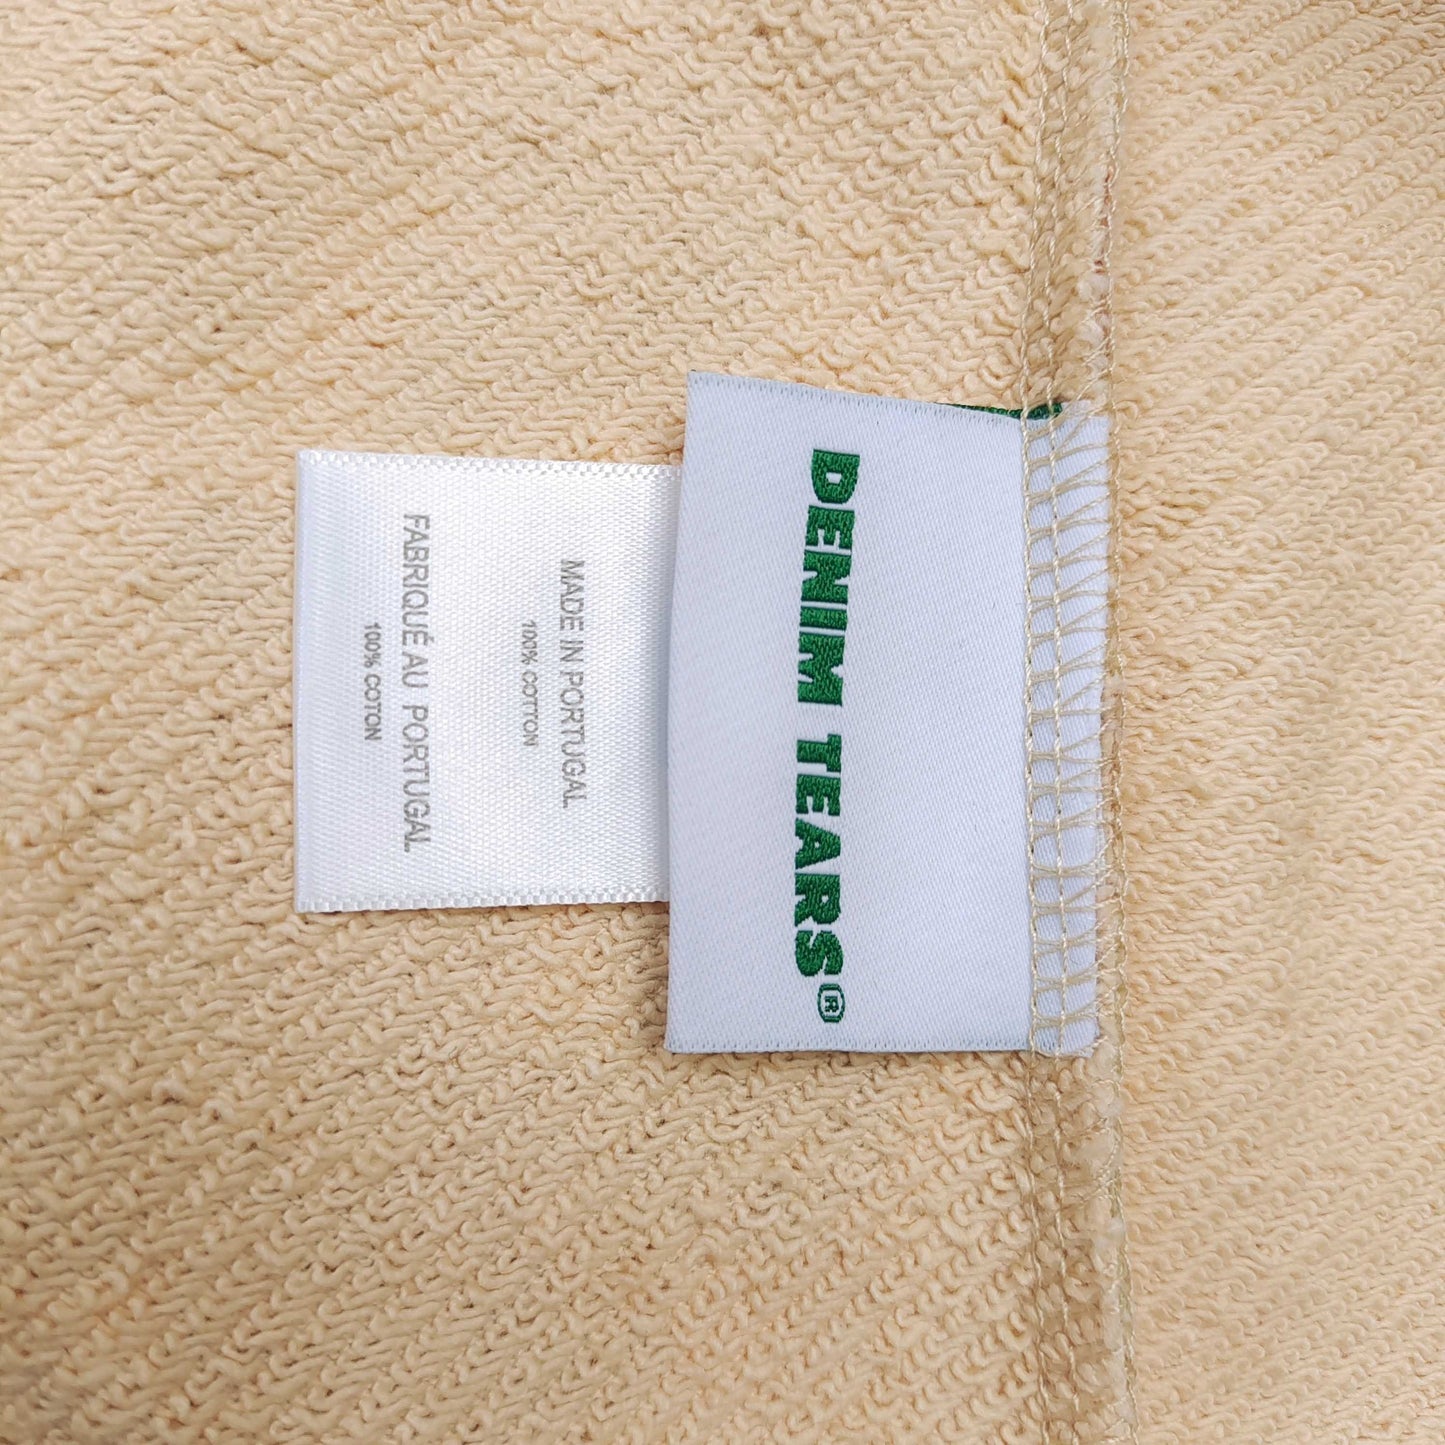 DENIM TEARS®
MADE IN PORTUGAL
100% COTTON
FABRIQUÉ AU PORTUGAL
100% COTON